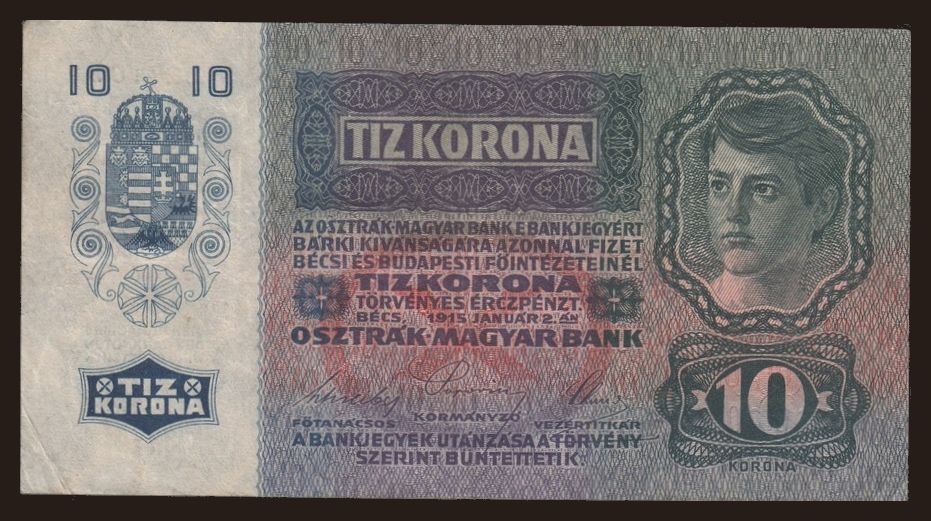 10 10
TIZ KORONA
AZ OSZTRÁK-MAGYAR BANK E BANKJEGYÉRT
BÁRKI KIVÁNSÁGÁRA AZONNAL FIZET
BÉCSI ÉS BUDAPESTI FŐINTÉZETEINÉL
TIZ KORONA
TÖRVÉNYES ÉRCZPÉNZT.
BÉCS, 1915 JANUÁR 2.ÁN
OSZTRÁK-MAGYAR BANK
TIZ
KORONA
10
KORMÁNYZÓ
FŐTANÁCSOS VEZÉRTITKÁR
A BANKJEGYEK UTÁNZÁSA A TÖRVÉNY
SZERINT BÜNTETTETIK.
KORONA